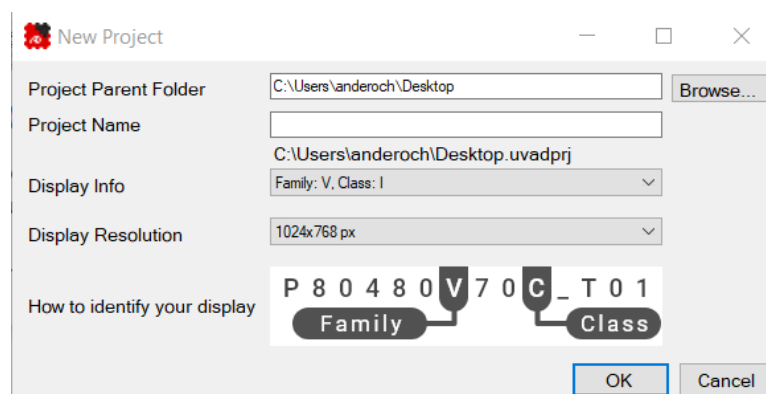 New Project
Project Parent Folder C:\Users\anderoch\Desktop Browse...
Project Name
C:\Users\anderoch\Desktop.uvadprj
Display Info Family: V, Class: I
Display Resolution 1024x768 px
How to identify your display P80480V70C_T01
Family Class
OK Cancel